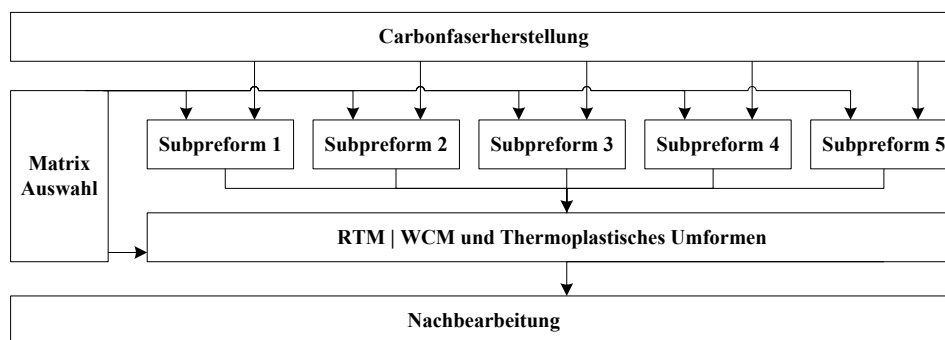 Carbonfaserherstellung
Matrix
Auswahl
Subpreform 1
Subpreform 2
Subpreform 3
Subpreform 4
Subpreform 5
RTM | WCM und Thermoplastisches Umformen
Nachbearbeitung